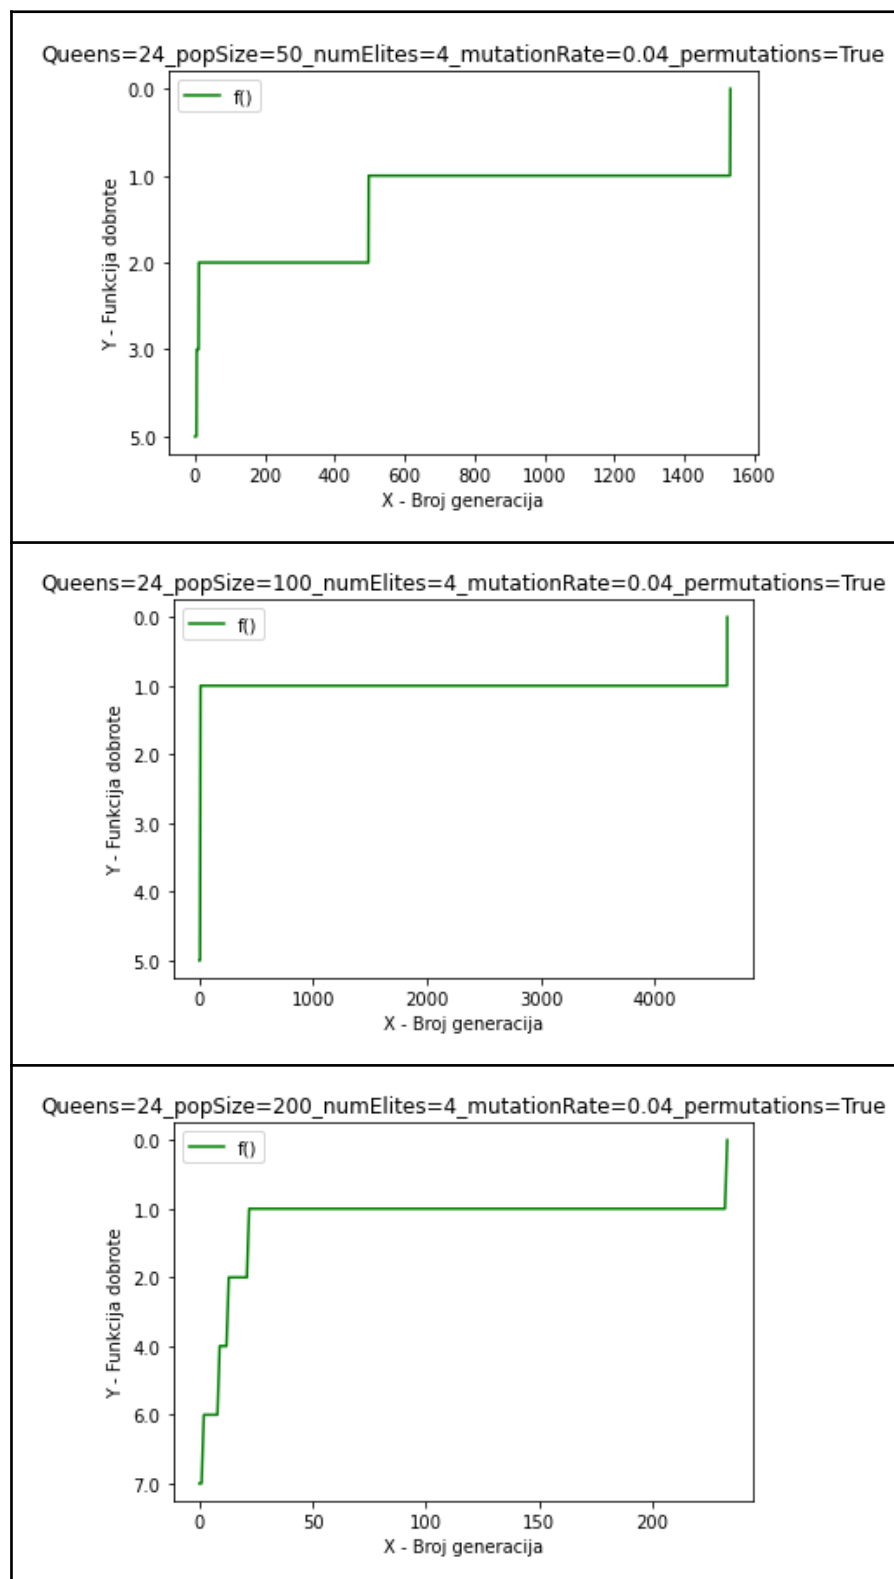 Queens=24_popSize=50_numElites=4_mutationRate=0.04_permutations=True
f()
0.0
1.0
2.0
3.0
5.0
Y - Funkcija dobrote
0 200 400 600 800 1000 1200 1400 1600
X - Broj generacija
Queens=24_popSize=100_numElites=4_mutationRate=0.04_permutations=True
f()
0.0
1.0
2.0
3.0
4.0
5.0
Y - Funkcija dobrote
0 1000 2000 3000 4000
X - Broj generacija
Queens=24_popSize=200_numElites=4_mutationRate=0.04_permutations=True
f()
0.0
1.0
2.0
4.0
6.0
7.0
Y - Funkcija dobrote
0 50 100 150 200
X - Broj generacija